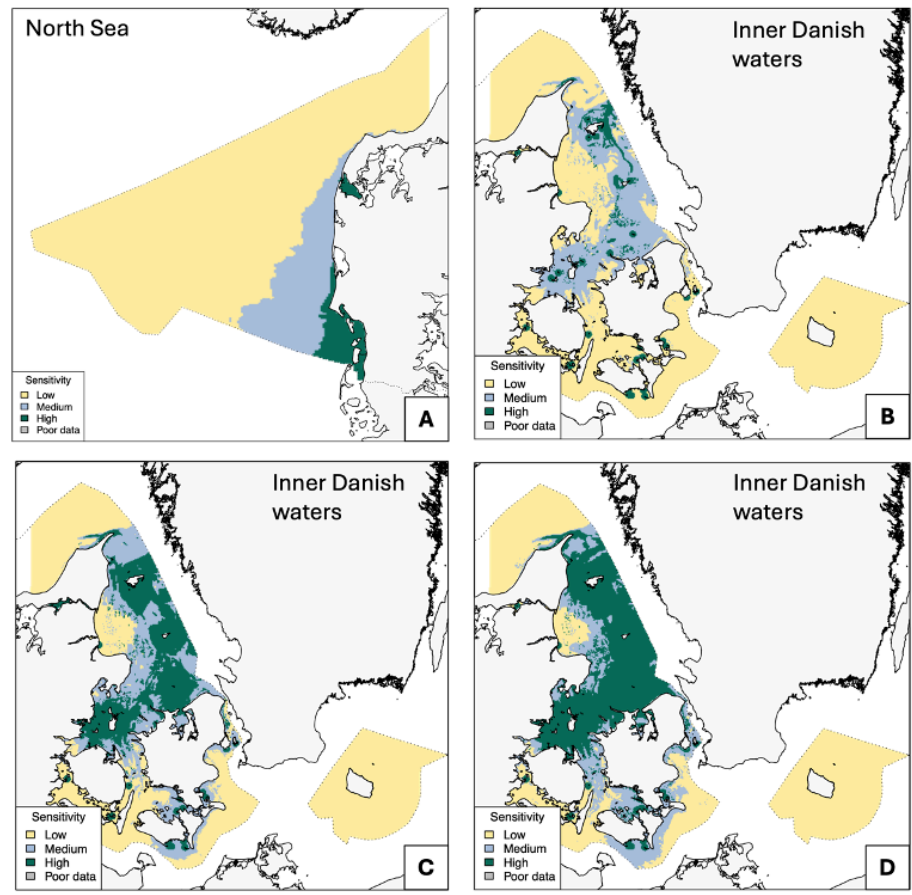 North Sea
Sensitivity
Low
Medium
High
Poor data
A
Inner Danish
waters
Sensitivity
Low
Medium
High
Poor data
B
Inner Danish
waters
Sensitivity
Low
Medium
High
Poor data
C
Inner Danish
waters
Sensitivity
Low
Medium
High
Poor data
D